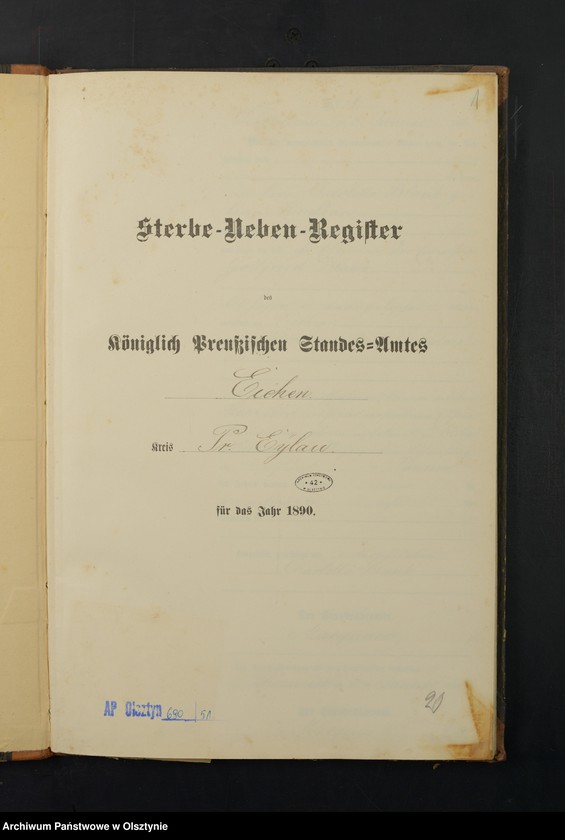 1
Sterbe-Neben-Register
des
Königlich Preußischen Standes-Amtes
Eichen
Kreis Pr. Eylau.
42
für das Jahr 1890.
20
AP Olsztyn 690/51
Archiwum Państwowe w Olsztynie